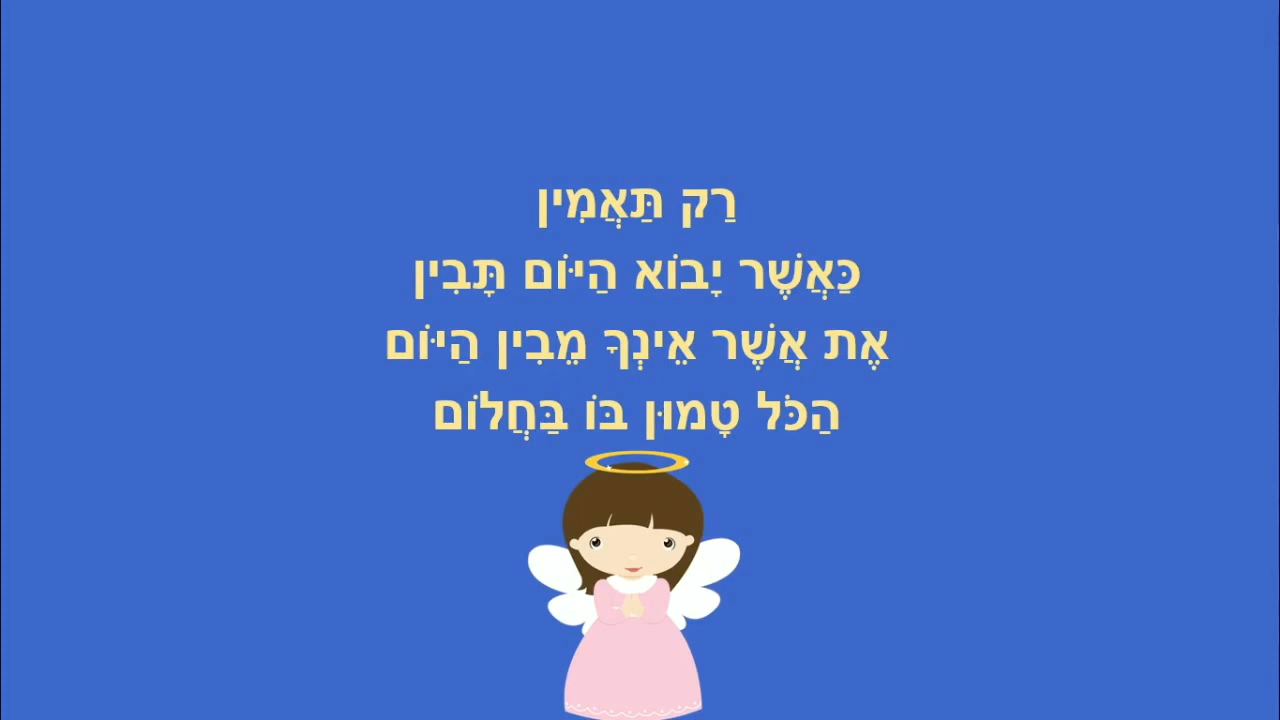 רַק תַּאֲמִין
כַּאֲשֶׁר יָבוֹא הַיּוֹם תָּבִין
אֶת אֲשֶׁר אֵינְךָ מֵבִין הַיּוֹם
הַכֹּל טָמוּן בּוֹ בַּחֲלוֹם